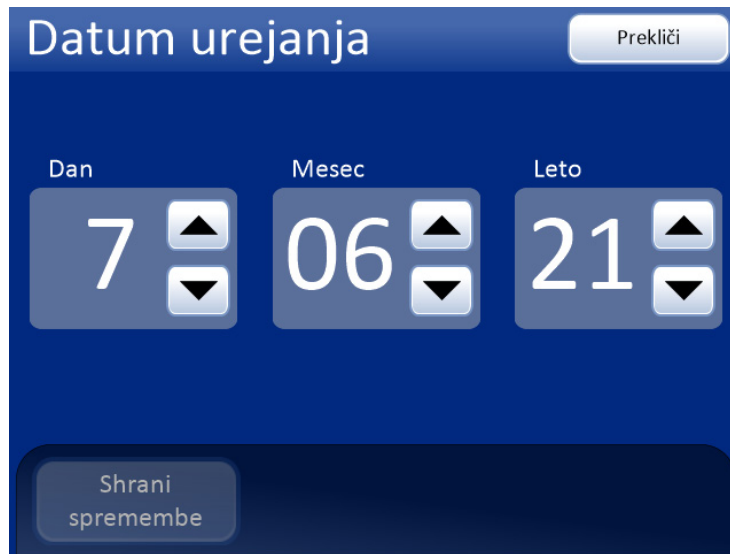 Datum urejanja
Prekliči
Dan Mesec Leto
7 06 21
Shrani
spremembe